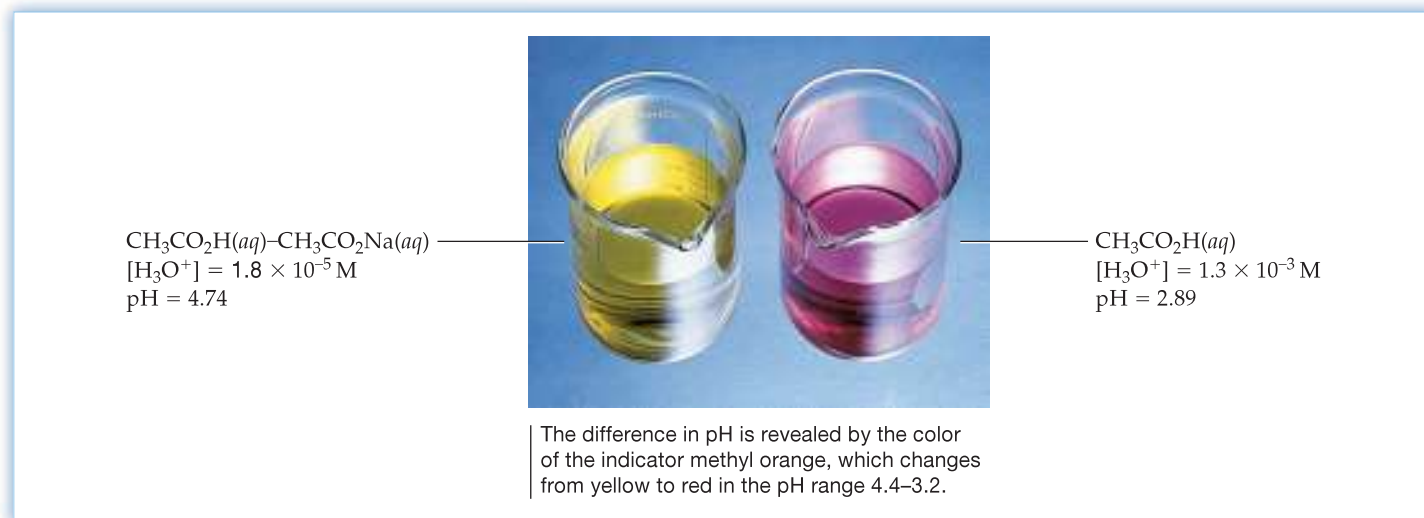 CH₃CO₂H(aq)–CH₃CO₂Na(aq)
[H₃O⁺] = 1.8 × 10⁻⁵ M
pH = 4.74
CH₃CO₂H(aq)
[H₃O⁺] = 1.3 × 10⁻³ M
pH = 2.89
The difference in pH is revealed by the color
of the indicator methyl orange, which changes
from yellow to red in the pH range 4.4–3.2.